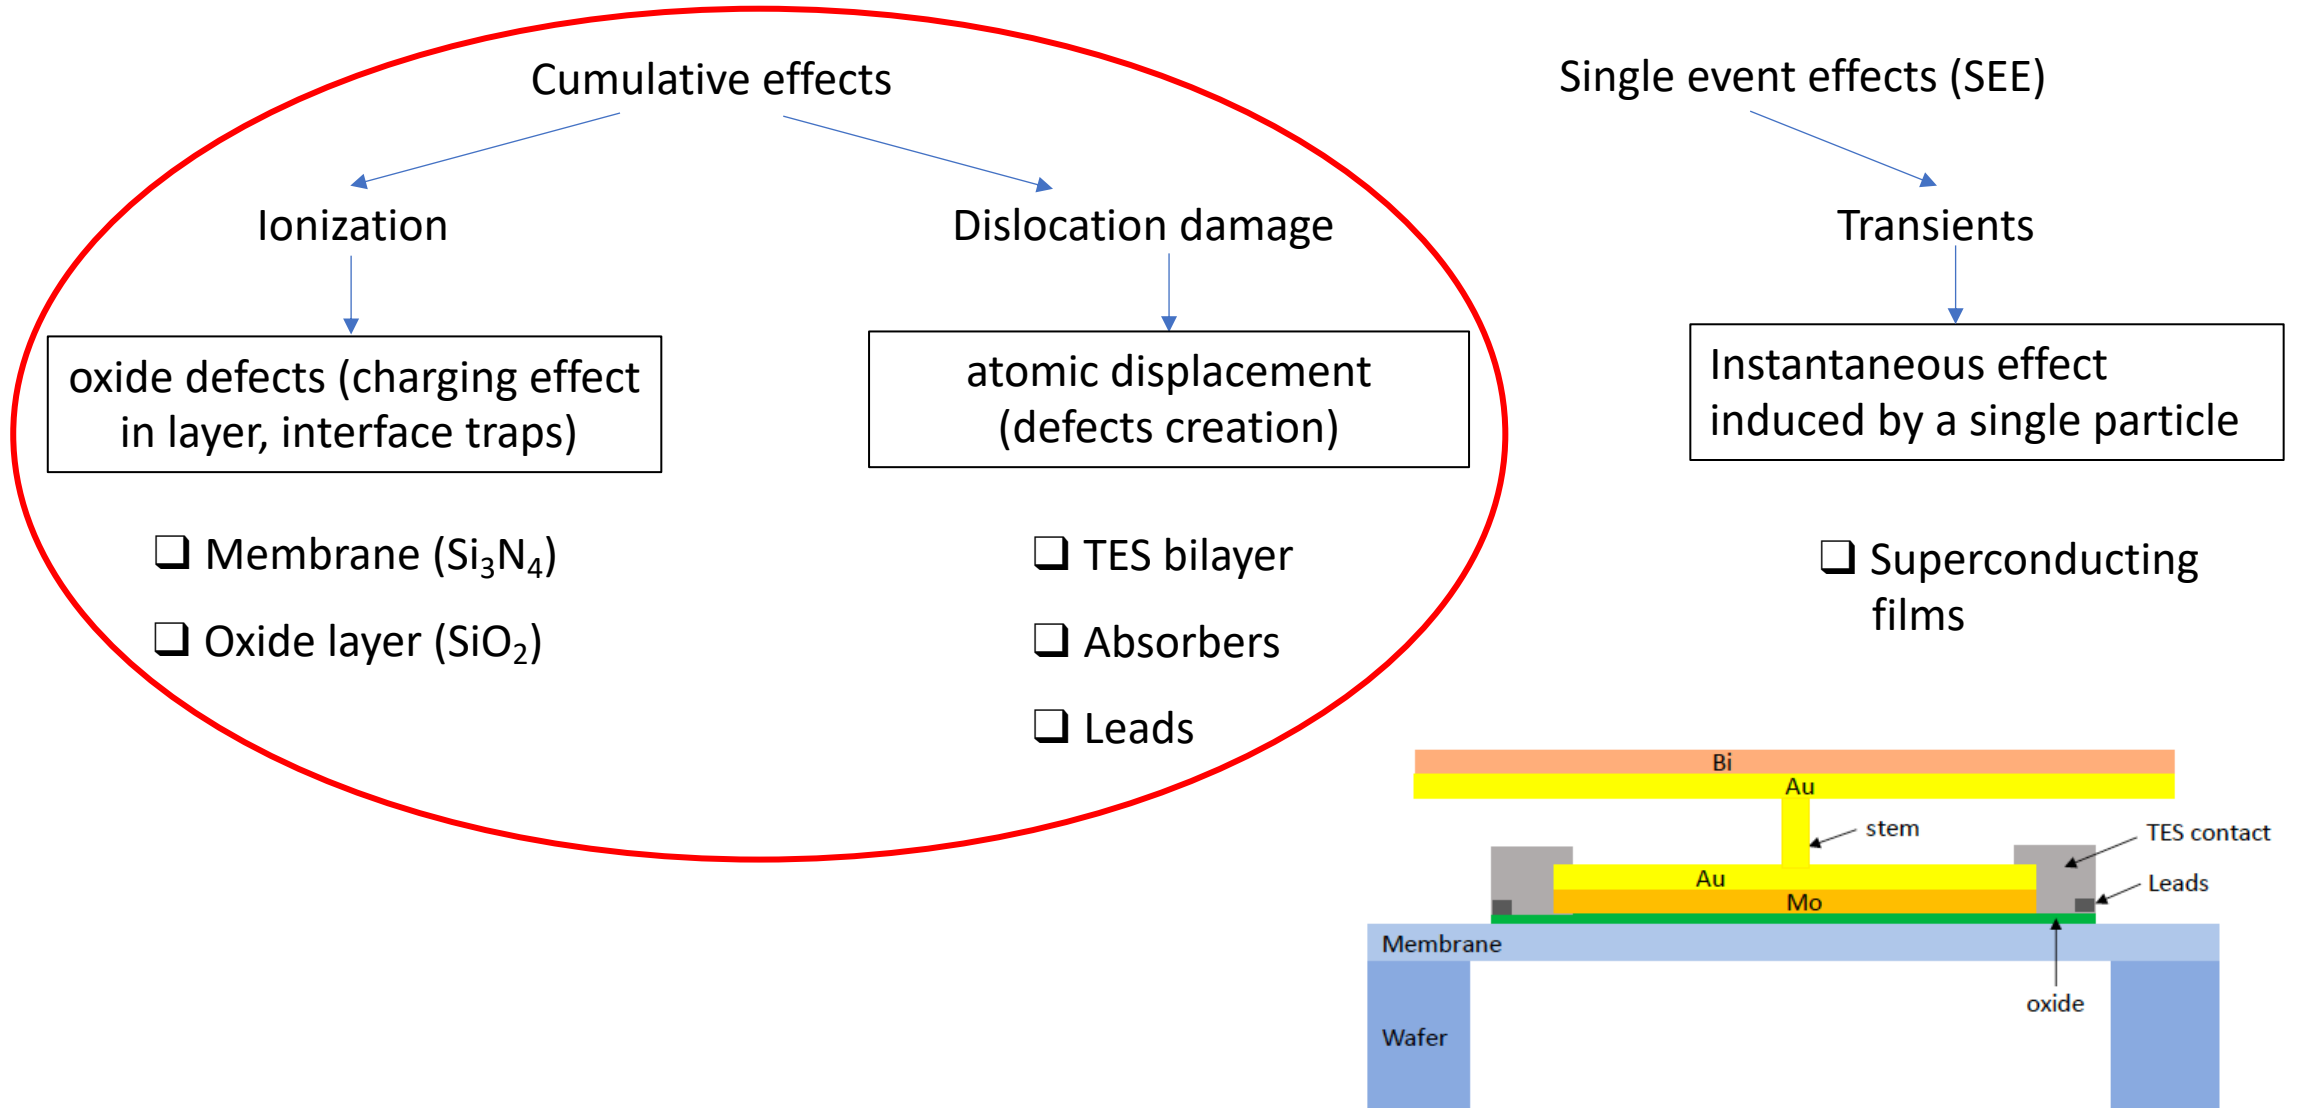 Cumulative effects
Single event effects (SEE)
Ionization
Dislocation damage
Transients
oxide defects (charging effect
in layer, interface traps)
atomic displacement
(defects creation)
Instantaneous effect
induced by a single particle
❑ Membrane (Si₃N₄)
❑ Oxide layer (SiO₂)
❑ TES bilayer
❑ Absorbers
❑ Leads
❑ Superconducting
films
Bi
Au
stem
TES contact
Au
Leads
Mo
Membrane
oxide
Wafer